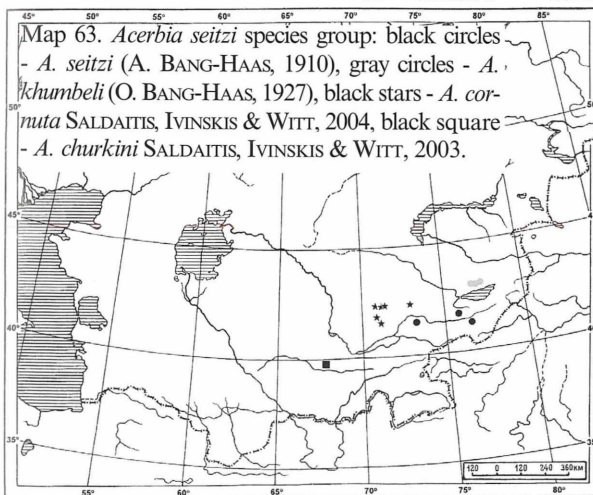 45° 55° 60° 65° 70° 75° 80° 85°
Map 63. Acerbia seitzi species group: black circles
- A. seitzi (A. BANG-HAAS, 1910), gray circles - A.
khumbeli (O. BANG-HAAS, 1927), black stars - A. cor-
nuta SALDAITIS, IVINSKIS & WITT, 2004, black square
- A. churkini SALDAITIS, IVINSKIS & WITT, 2003.
50°
45°
40°
35°
120 0 120 240 360км
55° 60° 65° 70° 75° 80°